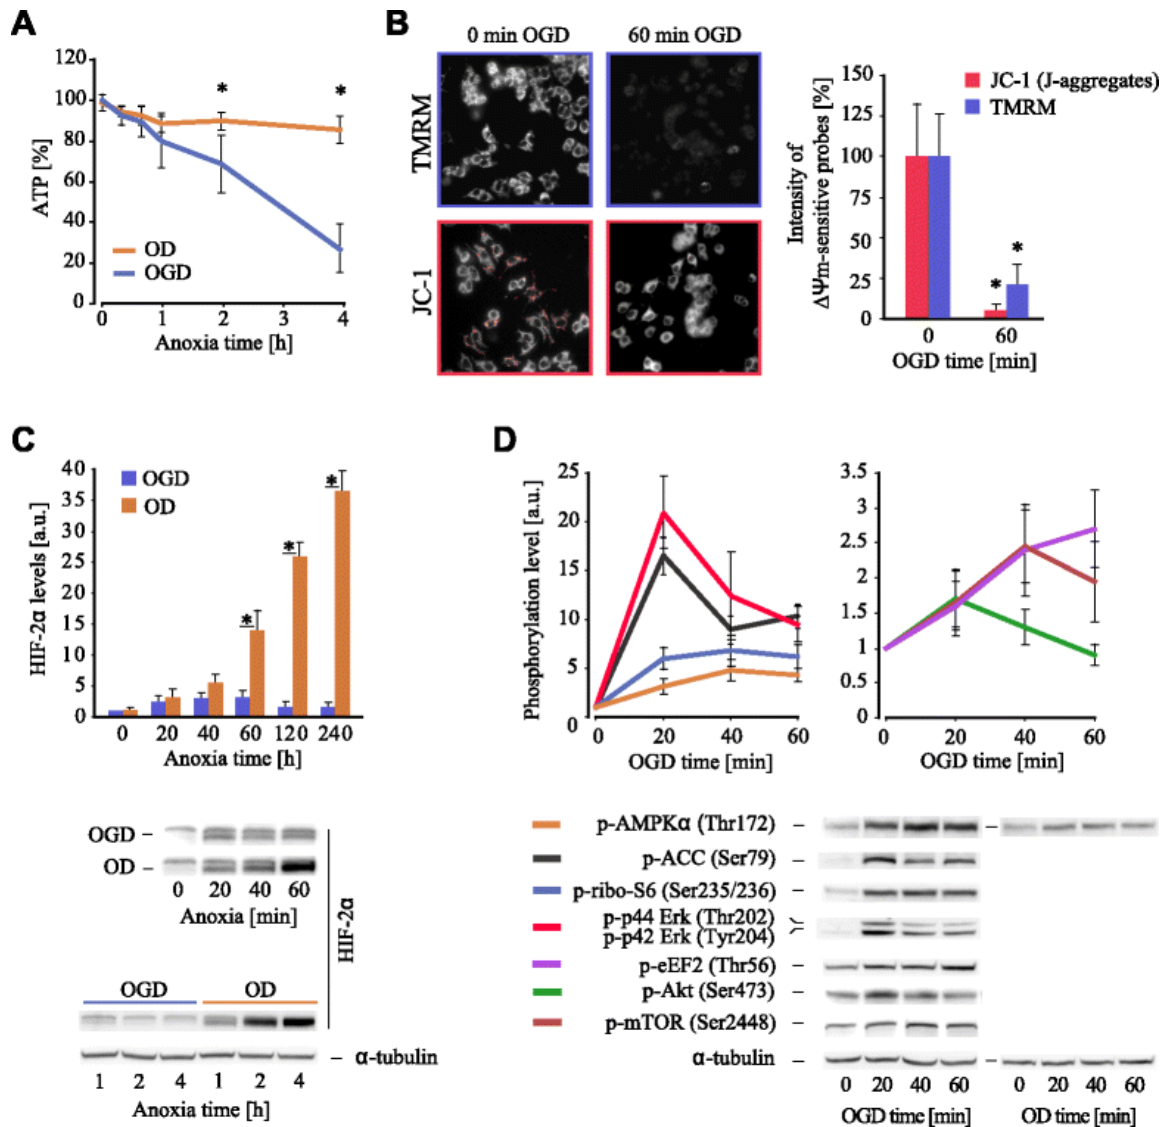 A
120
100
80
60
40
20
0
ATP [%]
*
*
OD
OGD
0
1
2
3
4
Anoxia time [h]
B
0 min OGD
60 min OGD
TMRM
JC-1
150
125
100
75
50
25
0
Intensity of
ΔΨm-sensitive probes [%]
JC-1 (J-aggregates)
TMRM
*
*
0
60
OGD time [min]
C
40
35
30
25
20
15
10
5
0
HIF-2α levels [a.u.]
OGD
OD
*
*
*
0
20
40
60
120
240
Anoxia time [h]
OGD
OD
0
20
40
60
Anoxia [min]
HIF-2α
OGD
OD
α-tubulin
1
2
4
1
2
4
Anoxia time [h]
D
25
20
15
10
5
0
Phosphorylation level [a.u.]
0
20
40
60
OGD time [min]
3.5
3
2.5
2
1.5
1
0.5
0
0
20
40
60
OGD time [min]
p-AMPKα (Thr172)
p-ACC (Ser79)
p-ribo-S6 (Ser235/236)
p-p44 Erk (Thr202)
p-p42 Erk (Tyr204)
p-eEF2 (Thr56)
p-Akt (Ser473)
p-mTOR (Ser2448)
α-tubulin
0
20
40
60
OGD time [min]
0
20
40
60
OD time [min]